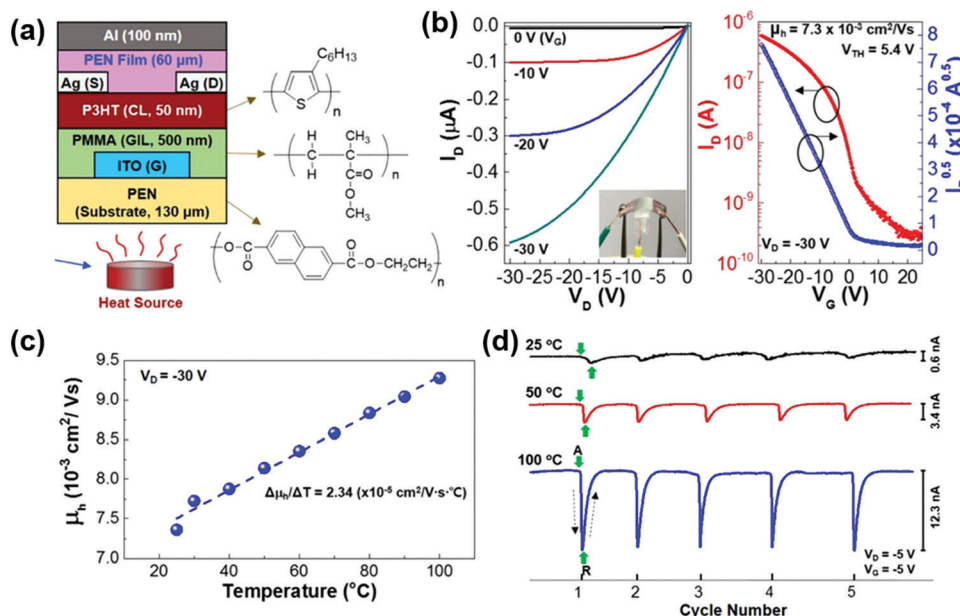 (a)
Al (100 nm)
PEN Film (60 µm)
Ag (S)
Ag (D)
P3HT (CL, 50 nm)
PMMA (GIL, 500 nm)
ITO (G)
PEN
(Substrate, 130 µm)
Heat Source
C6H13
S
n
H
CH3
C
C
H
C=O
O
CH3
n
O
C
O
C
O
OCH2CH2
n
(b)
ID (µA)
0.0
-0.1
-0.2
-0.3
-0.4
-0.5
-0.6
0 V (VG)
-10 V
-20 V
-30 V
-30 -25 -20 -15 -10 -5 0
VD (V)
µh = 7.3 x 10-3 cm2/Vs
VTH = 5.4 V
ID (A)
10-6
10-7
10-8
10-9
10-10
VD = -30 V
-30 -20 -10 0 10 20
VG (V)
8
7
6
5
4
3
2
1
0
ID0.5 (x10-4 A0.5)
(c)
µh (10-3 cm2/ Vs)
9.5
9.0
8.5
8.0
7.5
7.0
VD = -30 V
Δµh/ΔT = 2.34 (x10-5 cm2/V·s·°C)
20 40 60 80 100
Temperature (°C)
(d)
25 °C
0.6 nA
50 °C
3.4 nA
100 °C
A
R
12.3 nA
VD = -5 V
VG = -5 V
1 2 3 4 5
Cycle Number